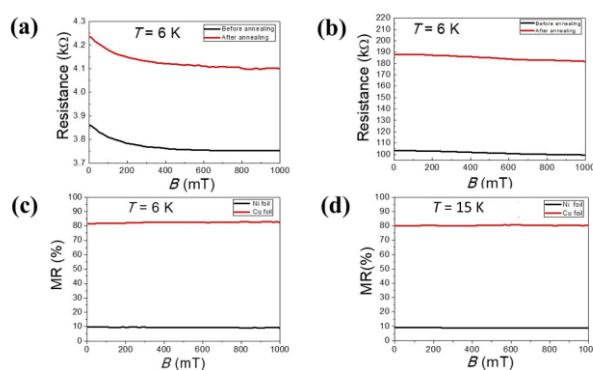 (a)
T = 6 K
Before annealing
After annealing
Resistance (kΩ)
4.3
4.2
4.1
4.0
3.9
3.8
3.7
0 200 400 600 800 1000
B (mT)
(b)
T = 6 K
Before annealing
After annealing
Resistance (kΩ)
220
210
200
190
180
170
160
150
140
130
120
110
100
90
0 200 400 600 800 1000
B (mT)
(c)
T = 6 K
Ni foil
Cu foil
MR (%)
100
90
80
70
60
50
40
30
20
10
0
0 200 400 600 800 1000
B (mT)
(d)
T = 15 K
Ni foil
Cu foil
MR(%)
100
90
80
70
60
50
40
30
20
10
0
0 200 400 600 800 1000
B (mT)